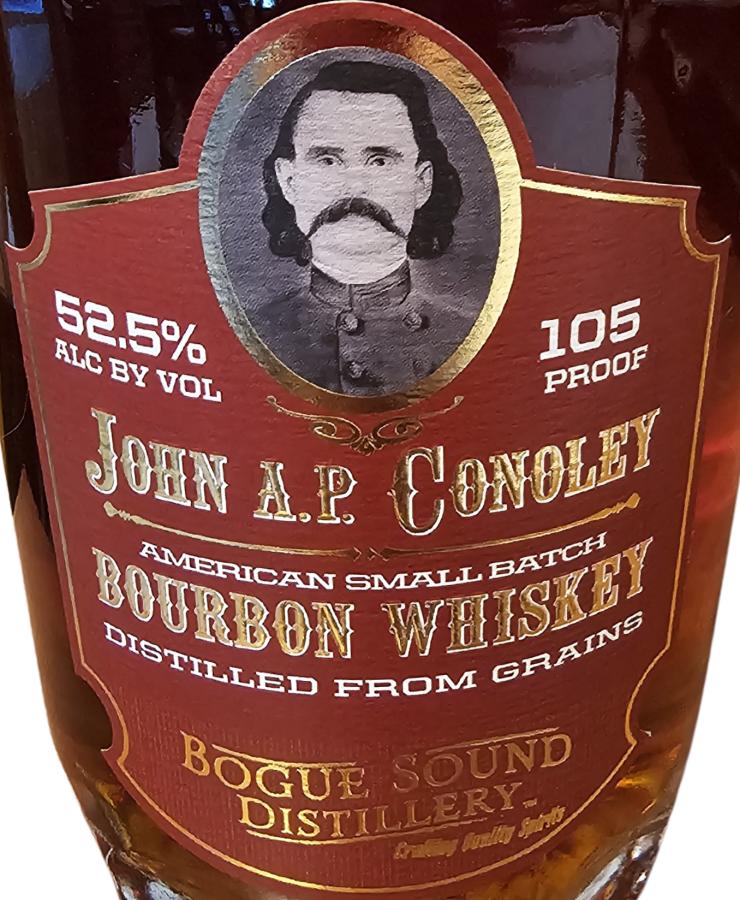 52.5%
ALC BY VOL
105
PROOF
JOHN A.P. CONOLEY
AMERICAN SMALL BATCH
BOURBON WHISKEY
DISTILLED FROM GRAINS
BOGUE SOUND
DISTILLERY™
Crafting Quality Spirits